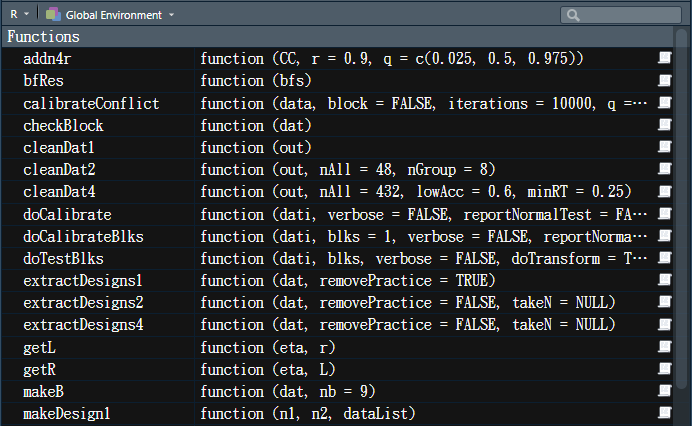 R Global Environment
Functions
addn4r function (CC, r = 0.9, q = c(0.025, 0.5, 0.975))
bfRes function (bfs)
calibrateConflict function (data, block = FALSE, iterations = 10000, q =…
checkBlock function (dat)
cleanDat1 function (out)
cleanDat2 function (out, nAll = 48, nGroup = 8)
cleanDat4 function (out, nAll = 432, lowAcc = 0.6, minRT = 0.25)
doCalibrate function (dati, verbose = FALSE, reportNormalTest = FA…
doCalibrateBlks function (dati, blks = 1, verbose = FALSE, reportNorma…
doTestBlks function (dati, blks, verbose = FALSE, doTransform = T…
extractDesigns1 function (dat, removePractice = TRUE)
extractDesigns2 function (dat, removePractice = FALSE, takeN = NULL)
extractDesigns4 function (dat, removePractice = FALSE, takeN = NULL)
getL function (eta, r)
getR function (eta, L)
makeB function (dat, nb = 9)
makeDesign1 function (n1, n2, dataList)